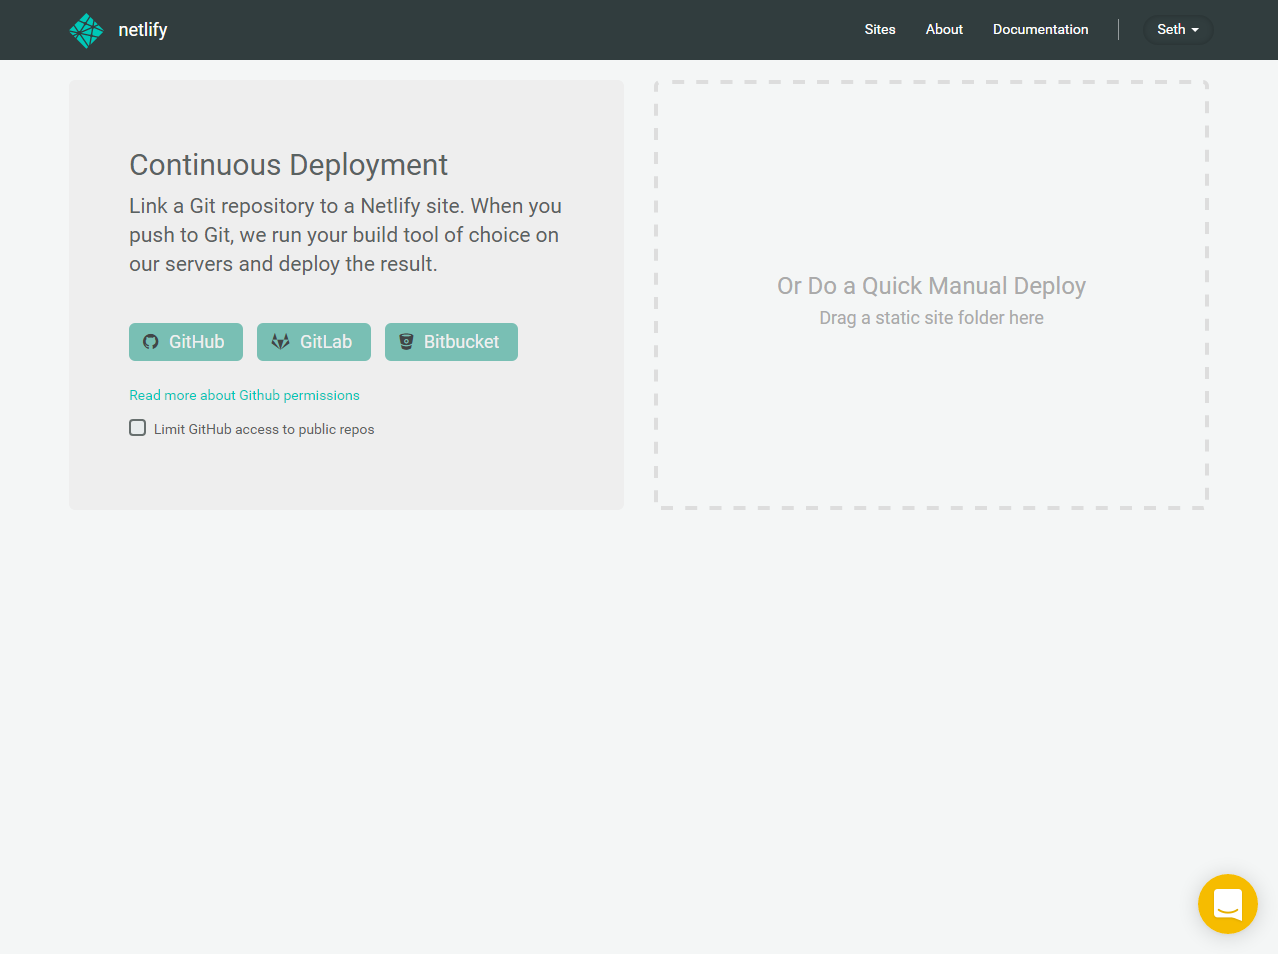 netlify
Sites
About
Documentation
Seth
Continuous Deployment
Link a Git repository to a Netlify site. When you
push to Git, we run your build tool of choice on
our servers and deploy the result.
GitHub
GitLab
Bitbucket
Read more about Github permissions
Limit GitHub access to public repos
Or Do a Quick Manual Deploy
Drag a static site folder here